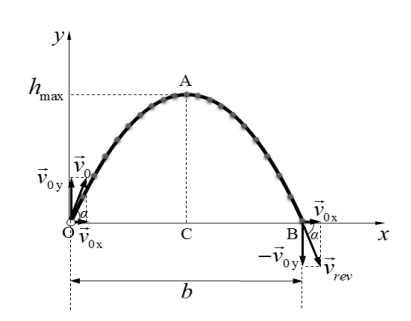 y
A
h_max
v⃗_0y v⃗_0
α
O v⃗_0x C B v⃗_0x x
α
−v⃗_0y v⃗_rev
b